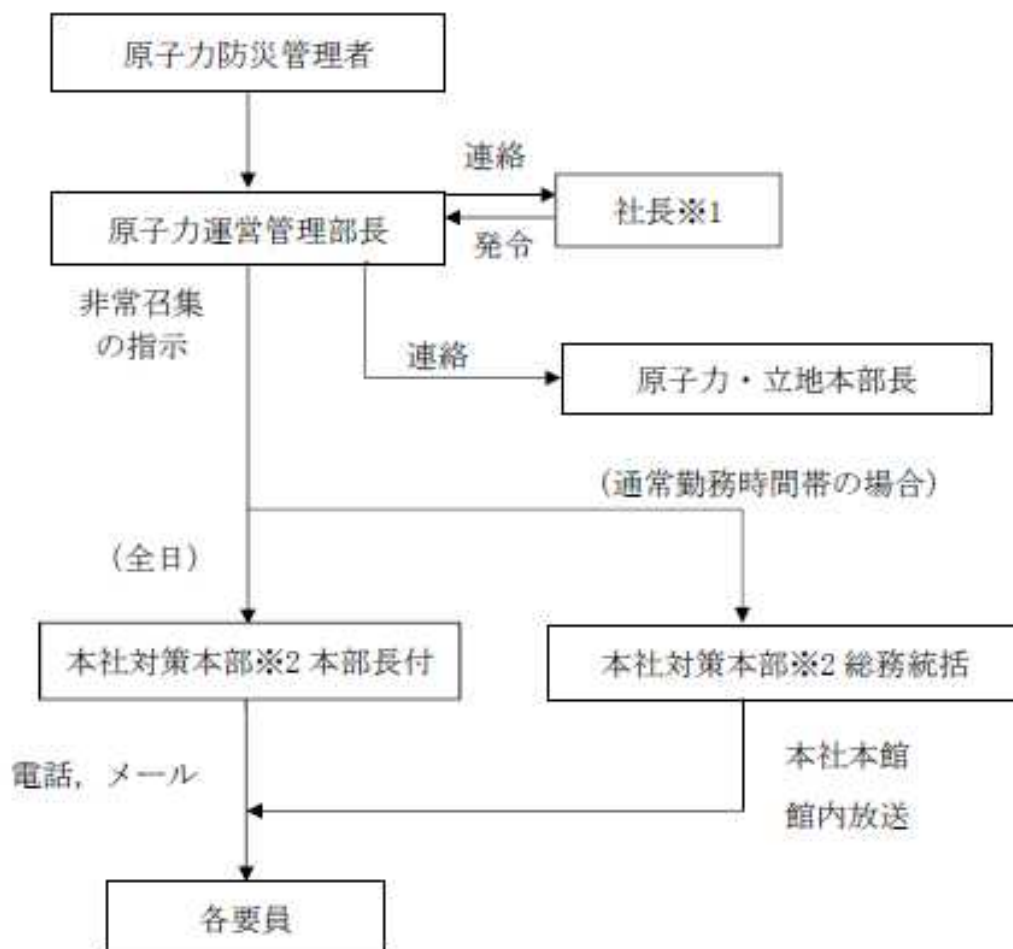 原子力防災管理者
連絡
社長※1
原子力運営管理部長
発令
非常召集
の指示
連絡
原子力・立地本部長
(通常勤務時間帯の場合)
(全日)
本社対策本部※2 本部長付
本社対策本部※2 総務統括
電話，メール
本社本館
館内放送
各要員